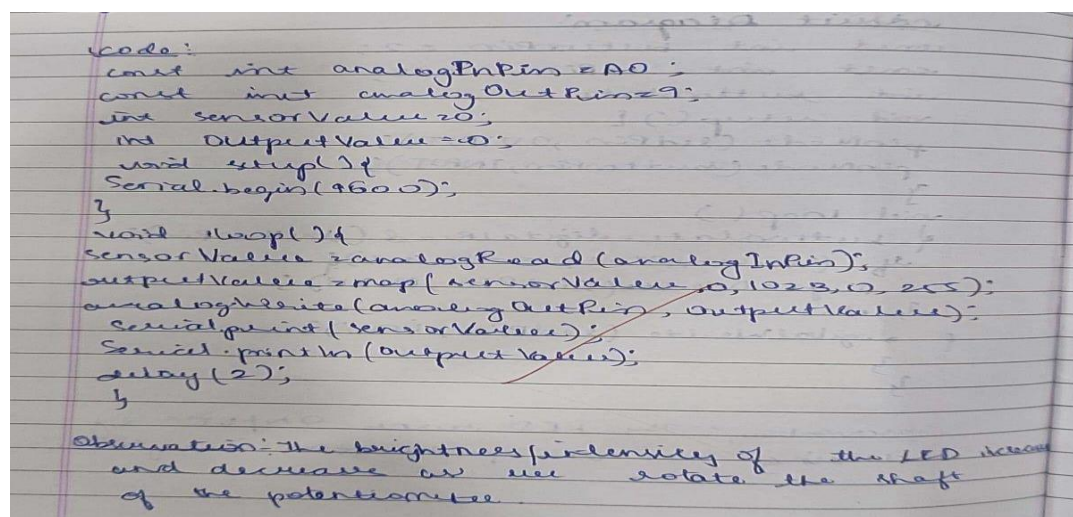 code:
const int analogInPin = A0;
const int analogOutPin=9;
int sensorValue=0;
int OutputValue=0;
void setup(){
Serial.begin(9600);
}
void loop(){
sensorValue=analogRead(analogInPin);
outputValue=map(sensorValue,0,1023,0,255);
analogWrite(analogOutPin, outputValue);
Serialprint(sensorValue);
Serial.println(outputValue);
delay(2);
}
Observation:- The brightness/intensity of the LED
and decrease as we rotate the shaft
of the potentiometer.